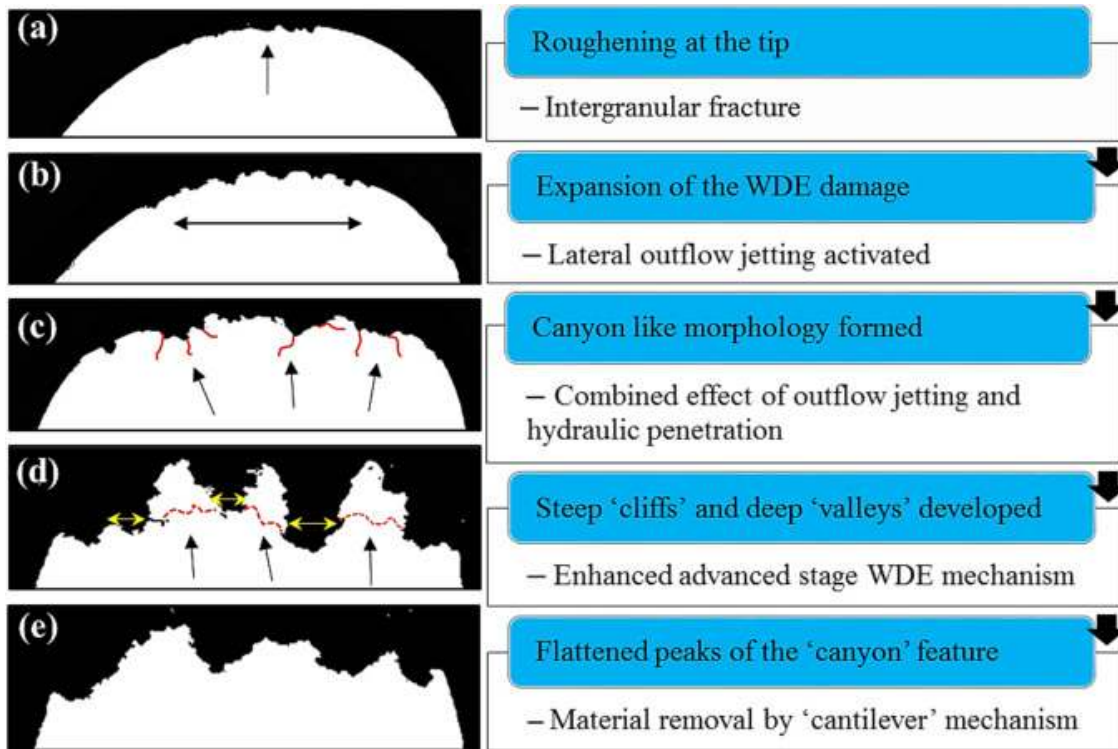 (a)
Roughening at the tip
– Intergranular fracture
(b)
Expansion of the WDE damage
– Lateral outflow jetting activated
(c)
Canyon like morphology formed
– Combined effect of outflow jetting and
hydraulic penetration
(d)
Steep ‘cliffs’ and deep ‘valleys’ developed
– Enhanced advanced stage WDE mechanism
(e)
Flattened peaks of the ‘canyon’ feature
– Material removal by ‘cantilever’ mechanism